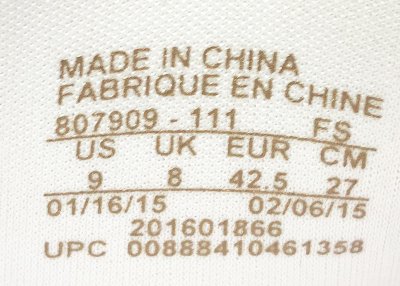 MADE IN CHINA
FABRIQUE EN CHINE
807909 - 111 FS
US UK EUR CM
9 8 42.5 27
01/16/15 02/06/15
201601866
UPC 00888410461358